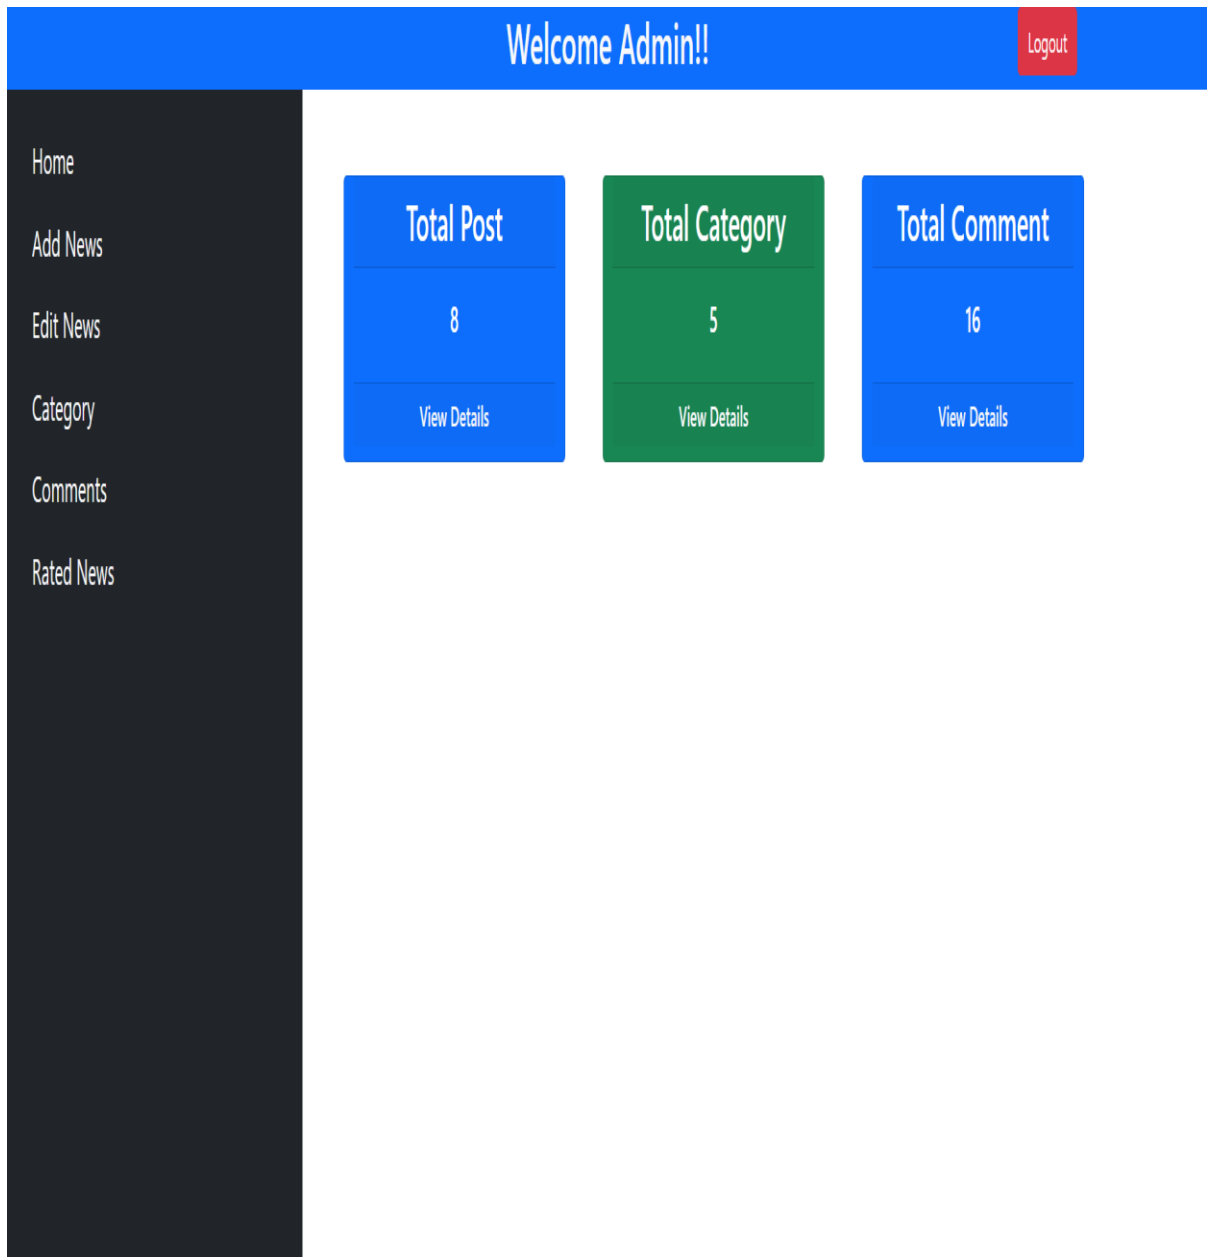 Welcome Admin!!
Logout
Home
Add News
Edit News
Category
Comments
Rated News
Total Post
8
View Details
Total Category
5
View Details
Total Comment
16
View Details